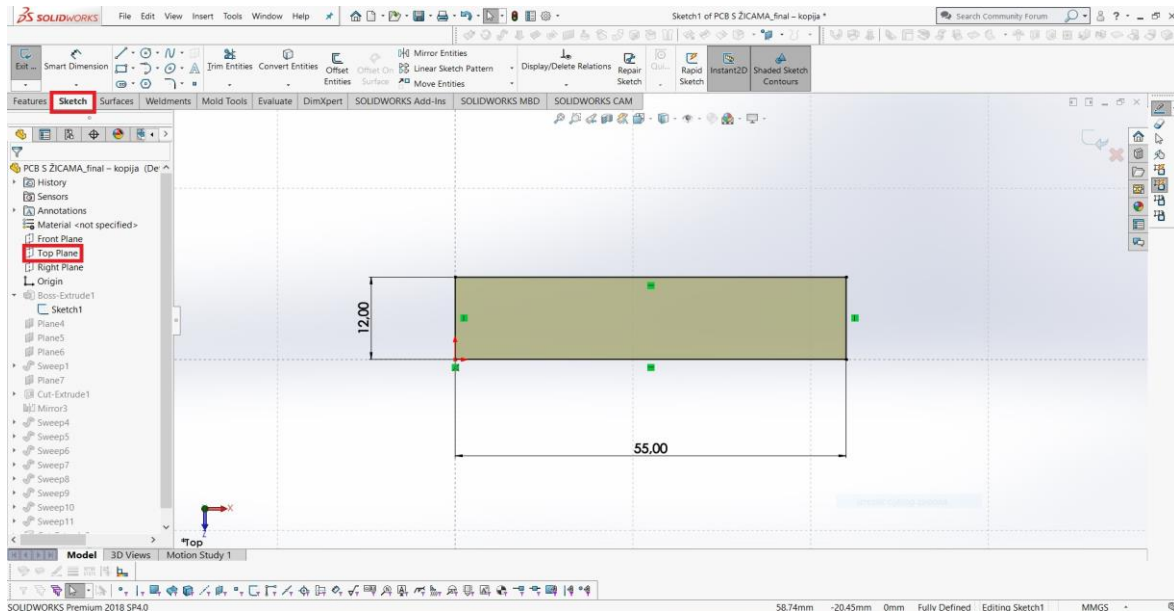 SOLIDWORKS File Edit View Insert Tools Window Help Sketch1 of PCB S ŽICAMA_final – kopija * Search Community Forum
Exit ... Smart Dimension Trim Entities Convert Entities Offset Entities Offset On Surface Mirror Entities Display/Delete Relations Repair Sketch Qui... Rapid Sketch Instant2D Shaded Sketch Contours
Linear Sketch Pattern
Move Entities
Features Sketch Surfaces Weldments Mold Tools Evaluate DimXpert SOLIDWORKS Add-Ins SOLIDWORKS MBD SOLIDWORKS CAM
PCB S ŽICAMA_final – kopija (De
History
Sensors
Annotations
Material <not specified>
Front Plane
Top Plane
Right Plane
Origin
Boss-Extrude1
Sketch1
Plane4
Plane5
Plane6
Sweep1
Plane7
Cut-Extrude1
Mirror3
Sweep4
Sweep5
Sweep6
Sweep7
Sweep8
Sweep9
Sweep10
Sweep11
12,00
55,00
X
Z
*Top
Model 3D Views Motion Study 1
SOLIDWORKS Premium 2018 SP4.0 58.74mm -20.45mm 0mm Fully Defined Editing Sketch1 MMGS